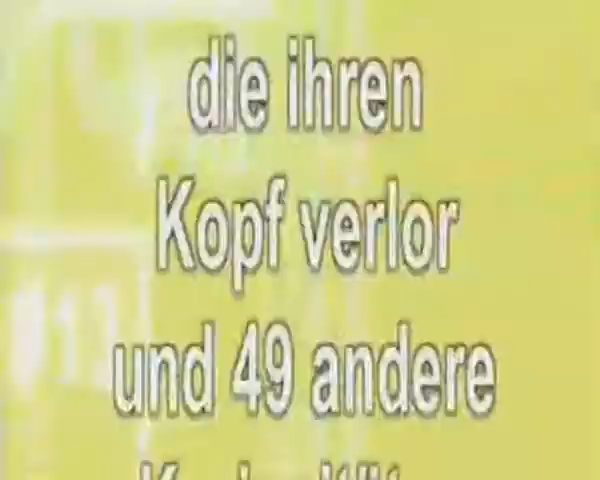 die ihren
Kopf verlor
und 49 andere